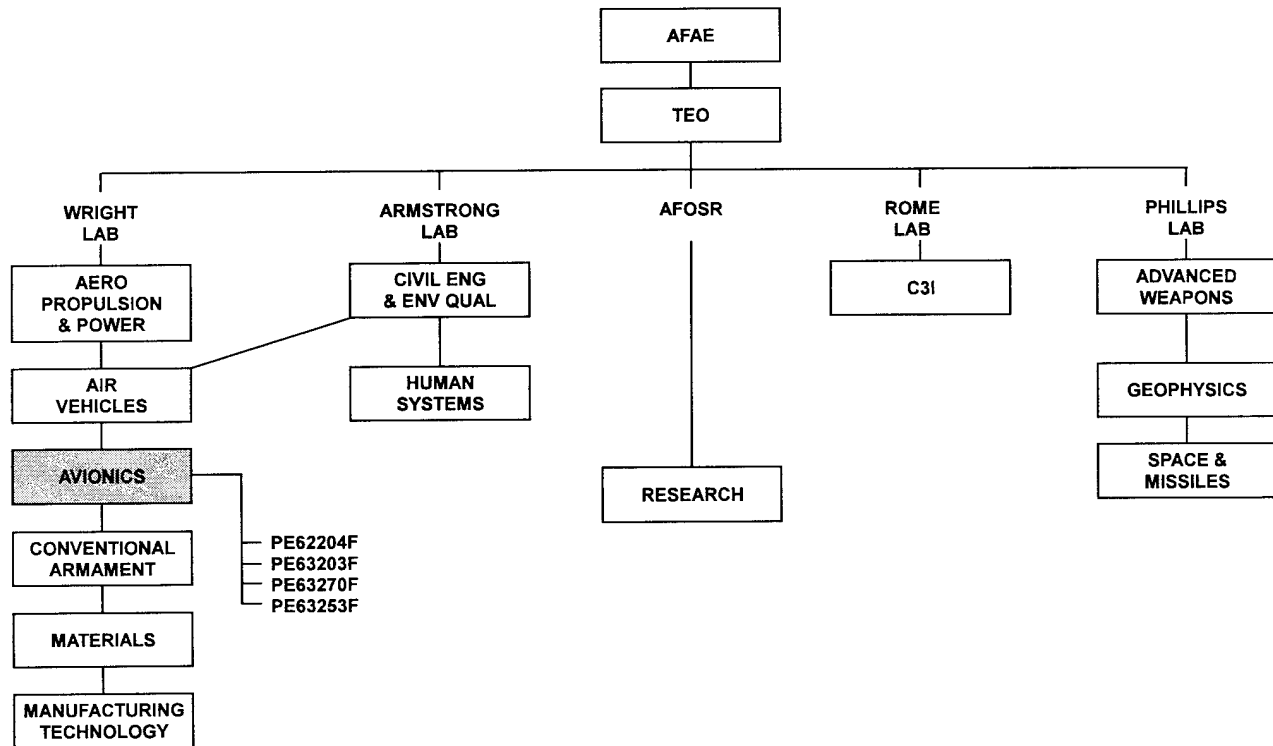 AFAE
TEO
WRIGHT
LAB
ARMSTRONG
LAB
AFOSR
ROME
LAB
PHILLIPS
LAB
AERO
PROPULSION
& POWER
CIVIL ENG
& ENV QUAL
C3I
ADVANCED
WEAPONS
AIR
VEHICLES
HUMAN
SYSTEMS
GEOPHYSICS
AVIONICS
RESEARCH
SPACE &
MISSILES
CONVENTIONAL
ARMAMENT
PE62204F
PE63203F
PE63270F
PE63253F
MATERIALS
MANUFACTURING
TECHNOLOGY